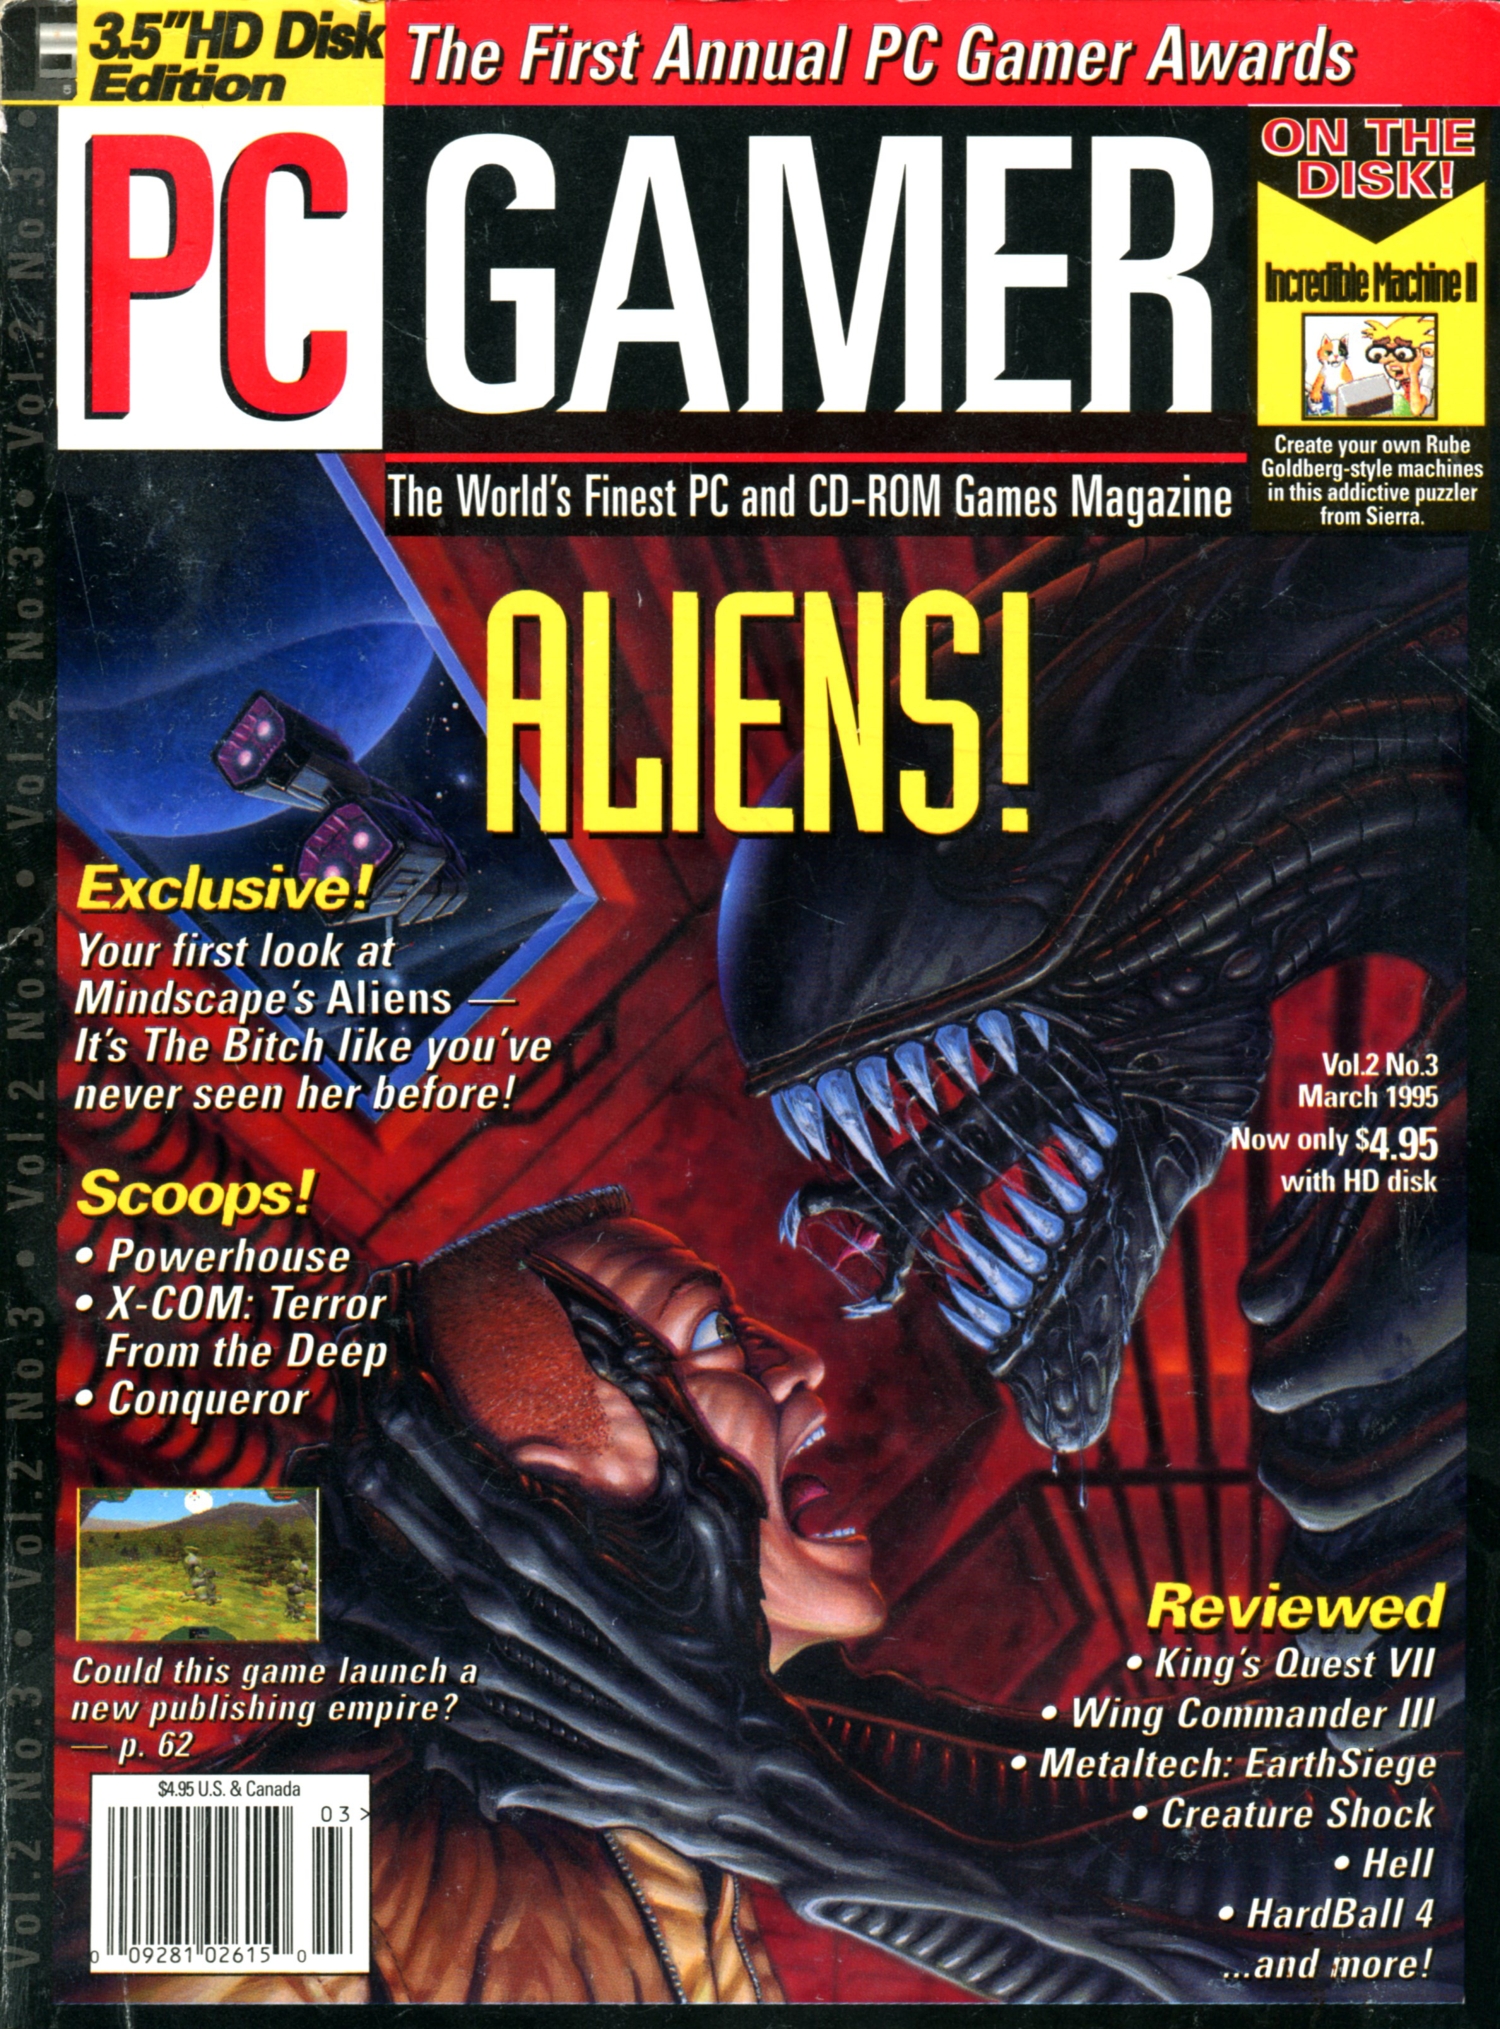 3.5"HD Disk
Edition
The First Annual PC Gamer Awards
PC GAMER
The World's Finest PC and CD-ROM Games Magazine
ON THE
DISK!
Incredible Machine II
Create your own Rube
Goldberg-style machines
in this addictive puzzler
from Sierra.
ALIENS!
Exclusive!
Your first look at
Mindscape's Aliens —
It's The Bitch like you've
never seen her before!
Scoops!
• Powerhouse
• X-COM: Terror
From the Deep
• Conqueror
Could this game launch a
new publishing empire?
— p. 62
$4.95 U.S. & Canada
03 >
0 09281 02615 0
Vol.2 No.3
March 1995
Now only $4.95
with HD disk
Reviewed
• King's Quest VII
• Wing Commander III
• Metaltech: EarthSiege
• Creature Shock
• Hell
• HardBall 4
...and more!
Vol.2 No.3 • Vol.2 No.3 • Vol.2 No.3 • Vol.2 No.3 • Vol.2 No.3 •